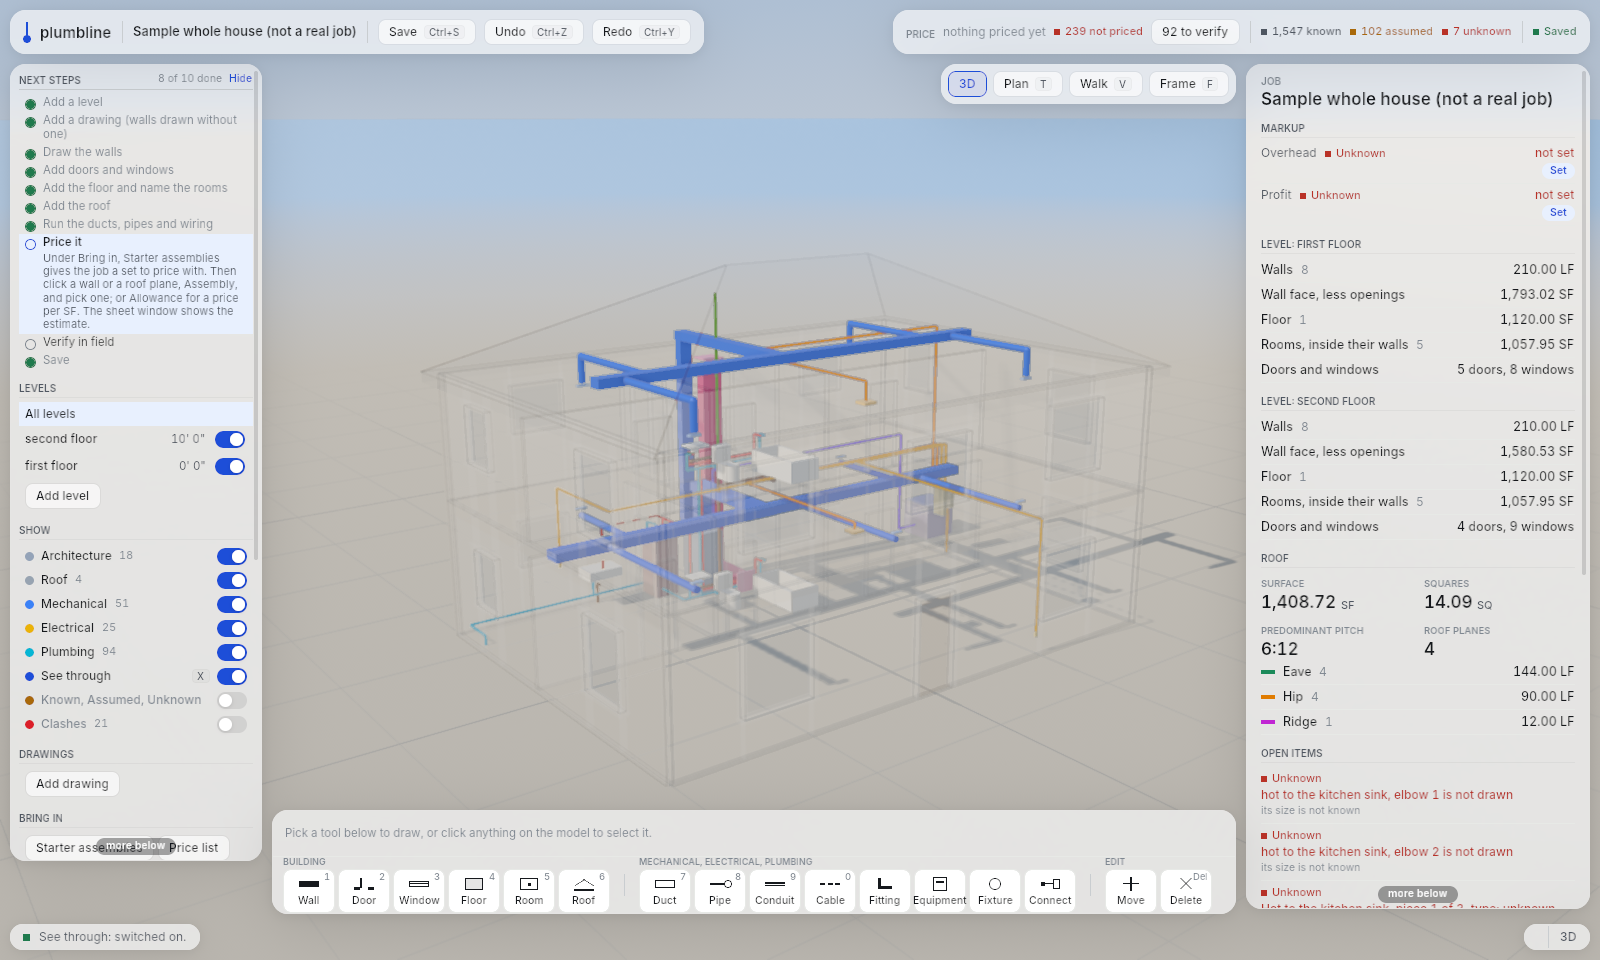 plumbline
Sample whole house (not a real job)
Save Ctrl+S
Undo Ctrl+Z
Redo Ctrl+Y
PRICE nothing priced yet 239 not priced
92 to verify
1,547 known 102 assumed 7 unknown
Saved
NEXT STEPS 8 of 10 done Hide
Add a level
Add a drawing (walls drawn without
one)
Draw the walls
Add doors and windows
Add the floor and name the rooms
Add the roof
Run the ducts, pipes and wiring
Price it
Under Bring in, Starter assemblies
gives the job a set to price with. Then
click a wall or a roof plane, Assembly,
and pick one; or Allowance for a price
per SF. The sheet window shows the
estimate.
Verify in field
Save
LEVELS
All levels
second floor 10' 0"
first floor 0' 0"
Add level
SHOW
Architecture 18
Roof 4
Mechanical 51
Electrical 25
Plumbing 94
See through X
Known, Assumed, Unknown
Clashes 21
DRAWINGS
Add drawing
BRING IN
Starter assemblies Price list
more below
See through: switched on.
3D
Plan T
Walk V
Frame F
Pick a tool below to draw, or click anything on the model to select it.
BUILDING
Wall 1
Door 2
Window 3
Floor 4
Room 5
Roof 6
MECHANICAL, ELECTRICAL, PLUMBING
Duct 7
Pipe 8
Conduit 9
Cable 0
Fitting
Equipment
Fixture
Connect
EDIT
Move
Delete Del
JOB
Sample whole house (not a real job)
MARKUP
Overhead Unknown not set
Set
Profit Unknown not set
Set
LEVEL: FIRST FLOOR
Walls 8 210.00 LF
Wall face, less openings 1,793.02 SF
Floor 1 1,120.00 SF
Rooms, inside their walls 5 1,057.95 SF
Doors and windows 5 doors, 8 windows
LEVEL: SECOND FLOOR
Walls 8 210.00 LF
Wall face, less openings 1,580.53 SF
Floor 1 1,120.00 SF
Rooms, inside their walls 5 1,057.95 SF
Doors and windows 4 doors, 9 windows
ROOF
SURFACE SQUARES
1,408.72 SF 14.09 SQ
PREDOMINANT PITCH ROOF PLANES
6:12 4
Eave 4 144.00 LF
Hip 4 90.00 LF
Ridge 1 12.00 LF
OPEN ITEMS
Unknown
hot to the kitchen sink, elbow 1 is not drawn
its size is not known
Unknown
hot to the kitchen sink, elbow 2 is not drawn
its size is not known
Unknown
more below
3D